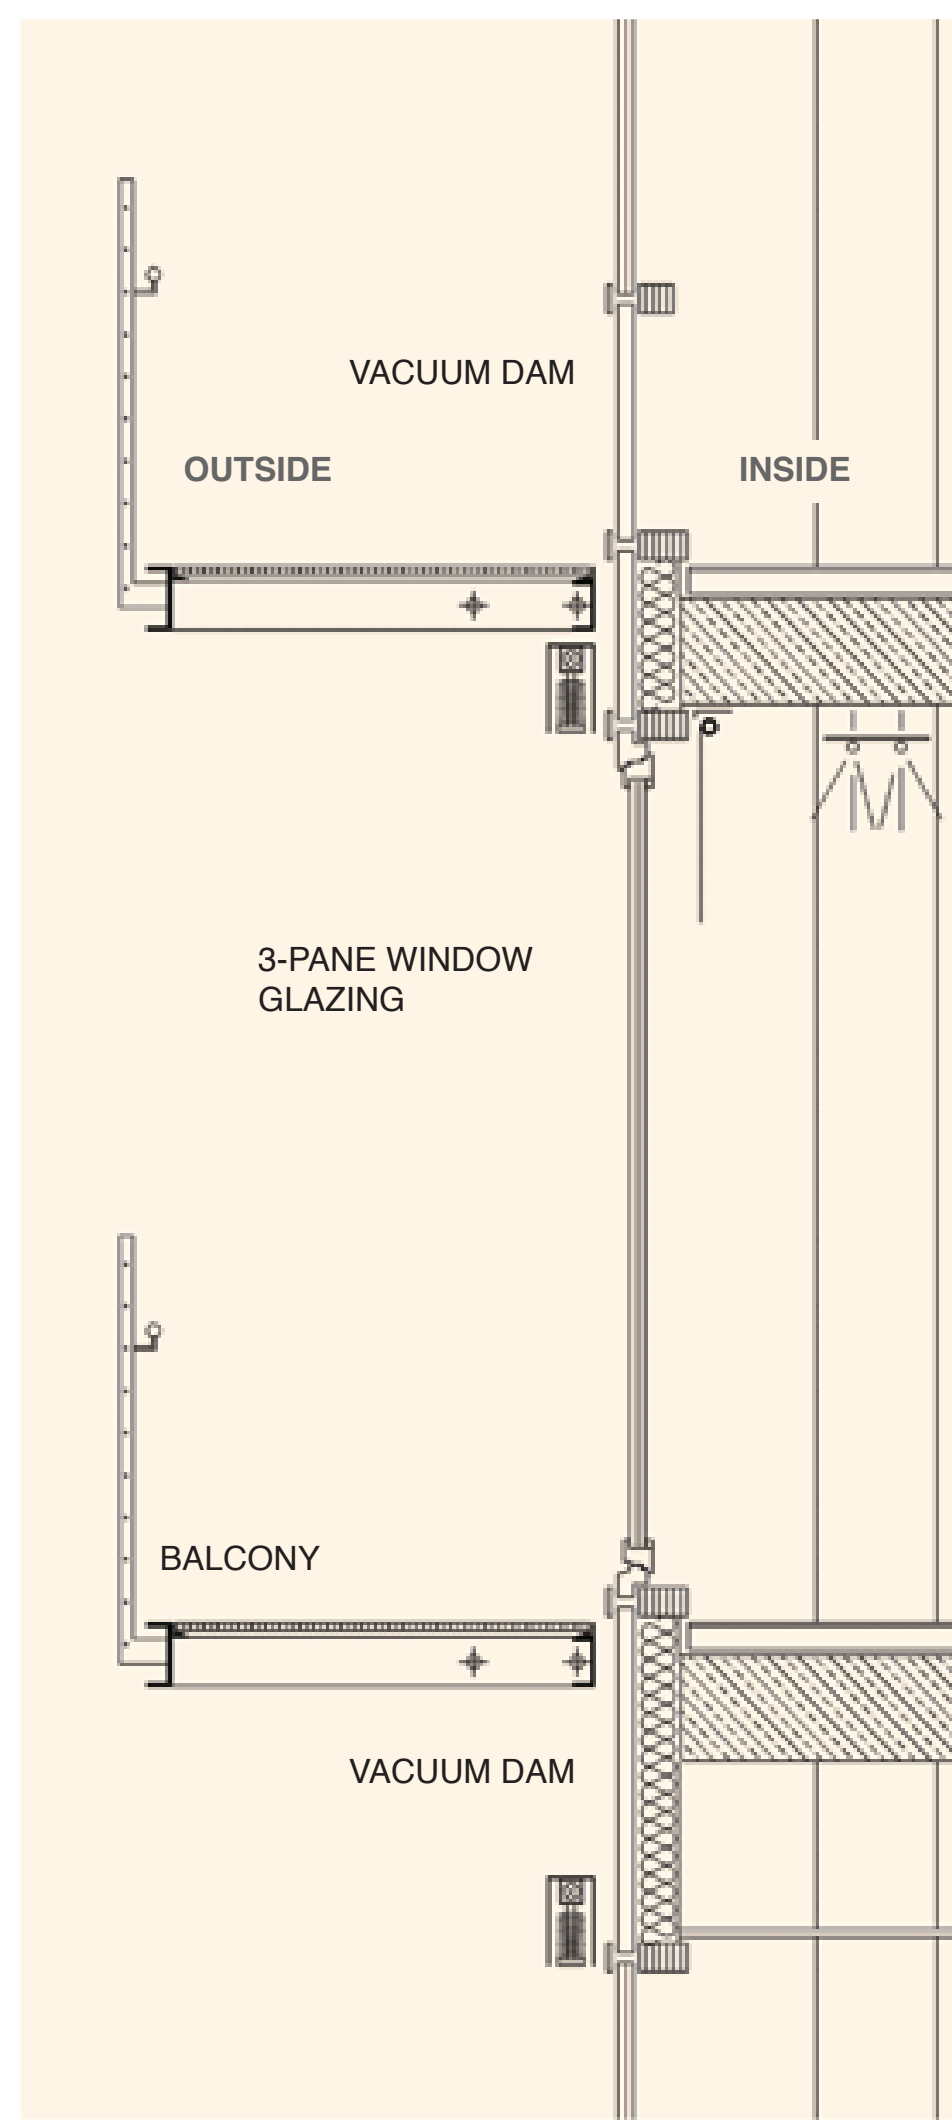 VACUUM DAM
OUTSIDE
INSIDE
3-PANE WINDOW
GLAZING
BALCONY
VACUUM DAM